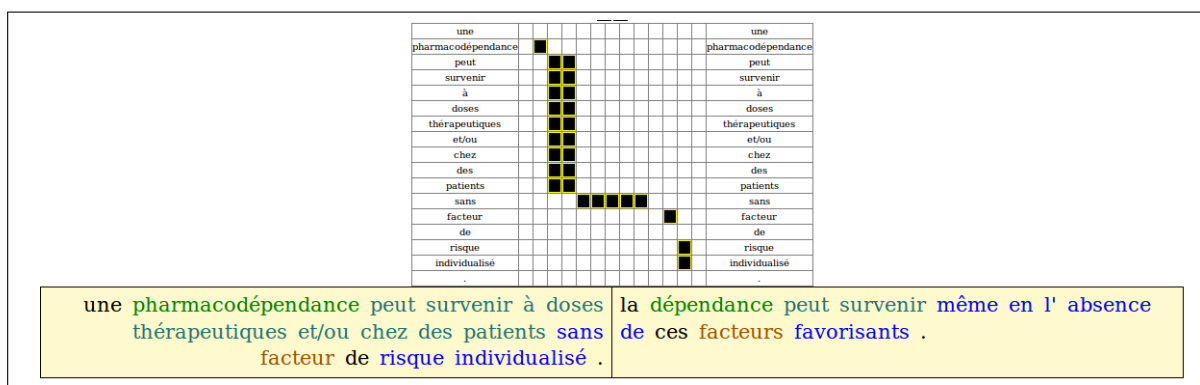 une une
pharmacodépendance pharmacodépendance
peut peut
survenir survenir
à à
doses doses
thérapeutiques thérapeutiques
et/ou et/ou
chez chez
des des
patients patients
sans sans
facteur facteur
de de
risque risque
individualisé individualisé
. .
une pharmacodépendance peut survenir à doses
thérapeutiques et/ou chez des patients sans
facteur de risque individualisé .
la dépendance peut survenir même en l' absence
de ces facteurs favorisants .